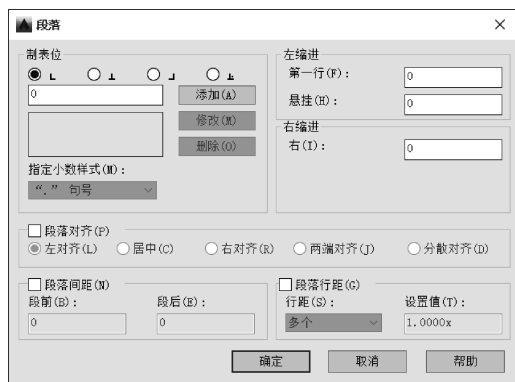 段落
制表位
0
添加(A)
修改(M)
删除(O)
指定小数样式(M)：
“.” 句号
左缩进
第一行(F)：
0
悬挂(H)：
0
右缩进
右(I)：
0
段落对齐(P)
左对齐(L) 居中(C) 右对齐(R) 两端对齐(J) 分散对齐(D)
段落间距(N)
段前(B)： 段后(E)：
0 0
段落行距(G)
行距(S)： 设置值(T)：
多个 1.0000x
确定 取消 帮助